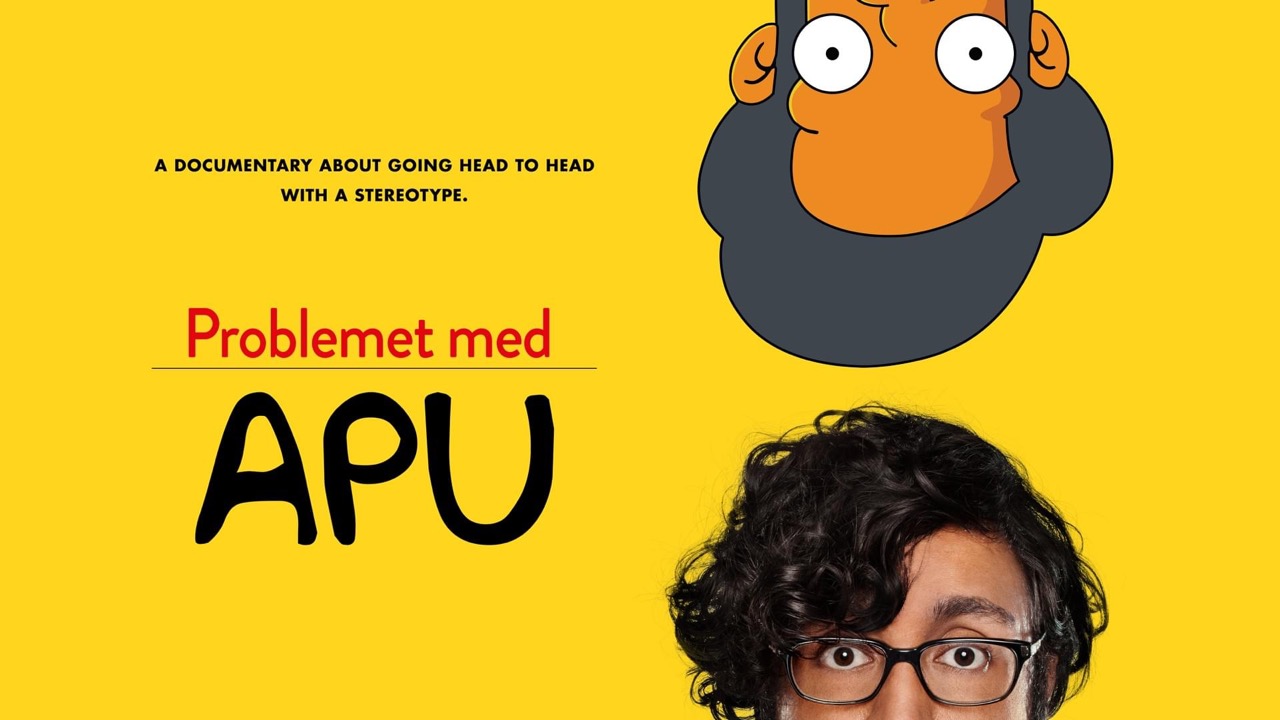 A DOCUMENTARY ABOUT GOING HEAD TO HEAD
WITH A STEREOTYPE.
Problemet med
APU